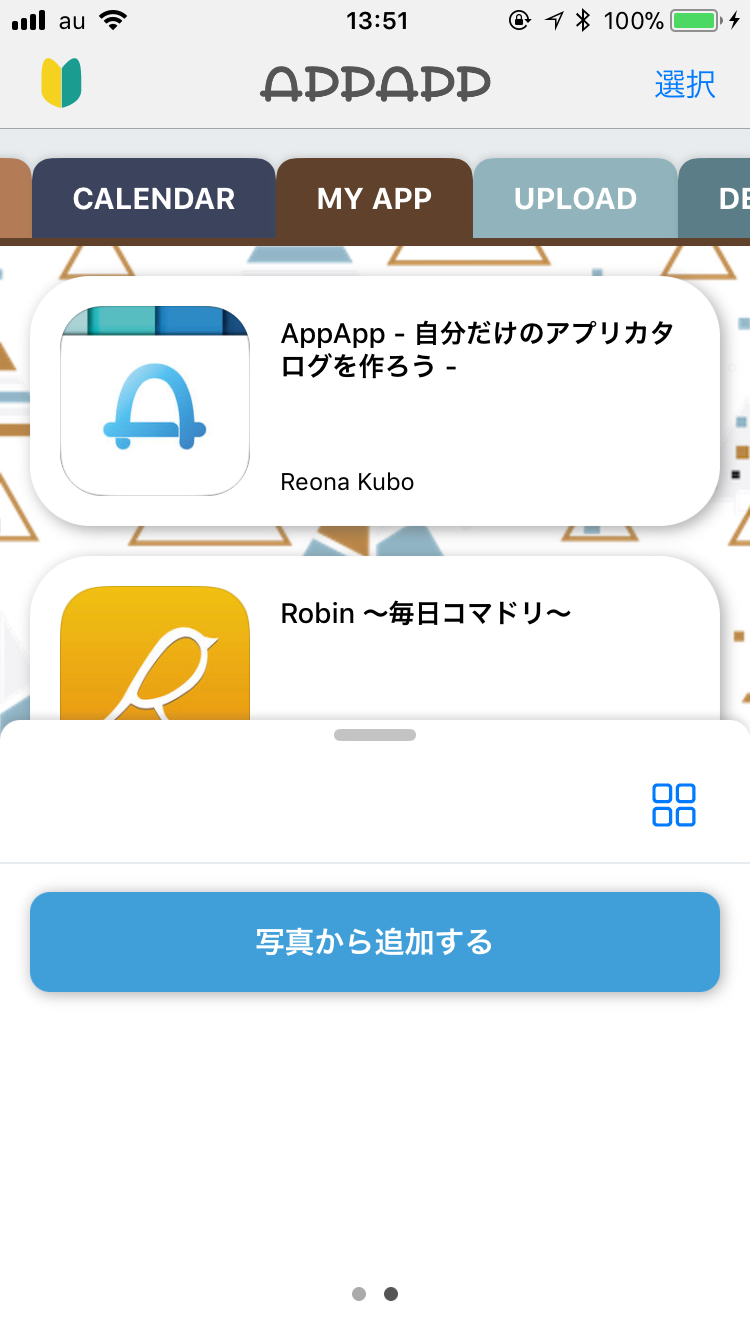 au
13:51
100%
APPAPP
選択
CALENDAR
MY APP
UPLOAD
DE
AppApp - 自分だけのアプリカタ
ログを作ろう -
Reona Kubo
Robin 〜毎日コマドリ〜
写真から追加する